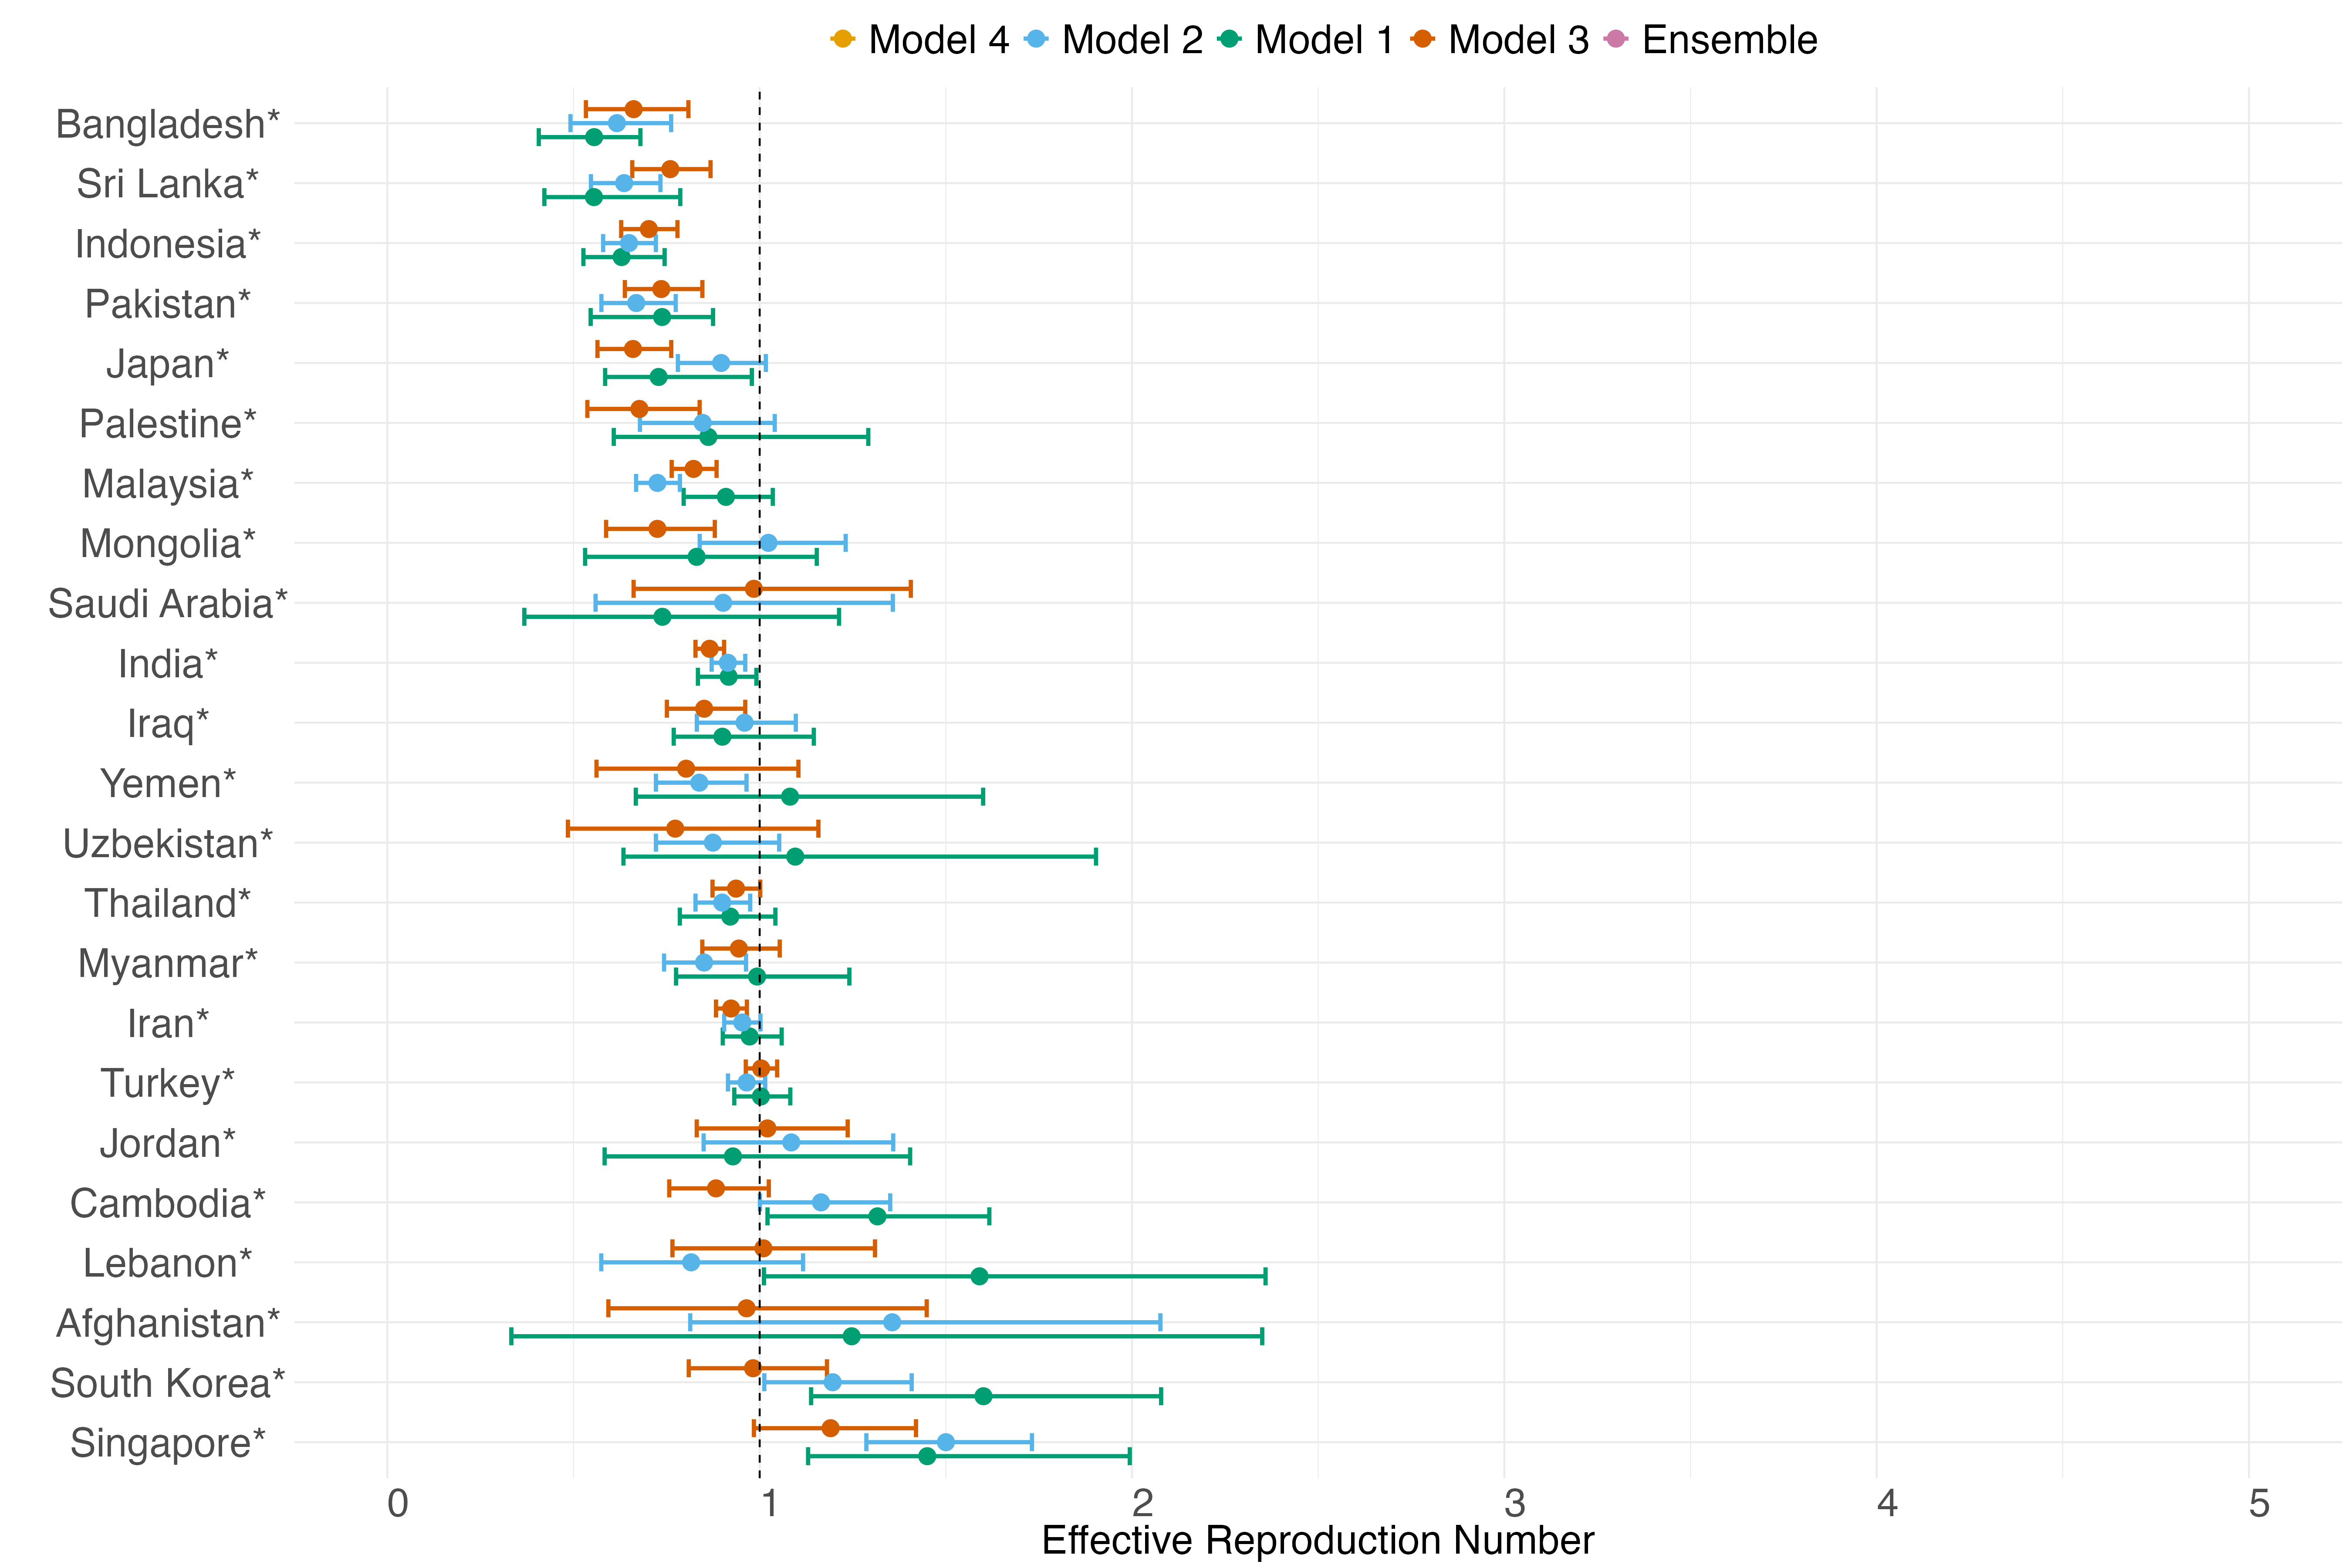 Model 4 Model 2 Model 1 Model 3 Ensemble
Bangladesh*
Sri Lanka*
Indonesia*
Pakistan*
Japan*
Palestine*
Malaysia*
Mongolia*
Saudi Arabia*
India*
Iraq*
Yemen*
Uzbekistan*
Thailand*
Myanmar*
Iran*
Turkey*
Jordan*
Cambodia*
Lebanon*
Afghanistan*
South Korea*
Singapore*
0 1 2 3 4 5
Effective Reproduction Number